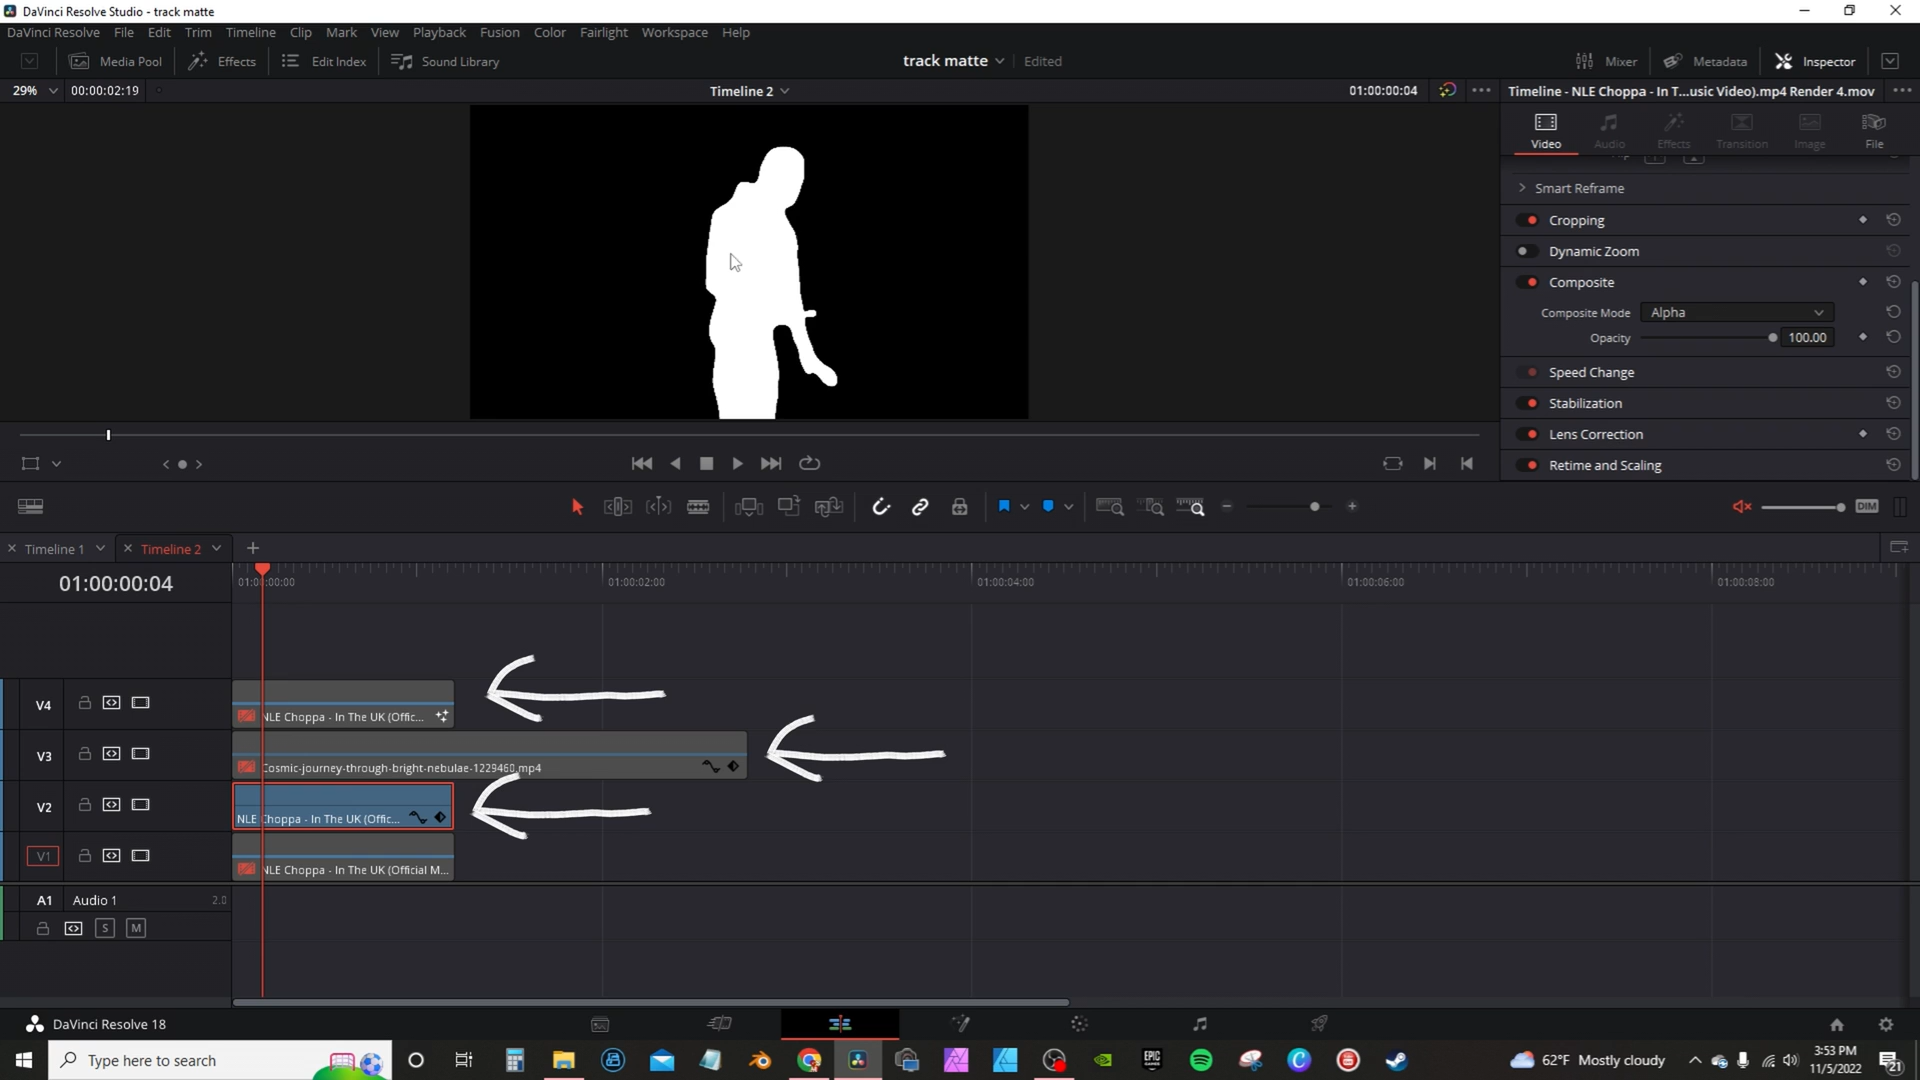 DaVinci Resolve Studio - track matte
DaVinci Resolve File Edit Trim Timeline Clip Mark View Playback Fusion Color Fairlight Workspace Help
Media Pool Effects Edit Index Sound Library track matte Edited Mixer Metadata Inspector
29% 00:00:02:19 Timeline 2 01:00:00:04 Timeline - NLE Choppa - In T...usic Video).mp4 Render 4.mov
Video Audio Effects Transition Image File
Smart Reframe
Cropping
Dynamic Zoom
Composite
Composite Mode Alpha
Opacity 100.00
Speed Change
Stabilization
Lens Correction
Retime and Scaling
DIM
Timeline 1 Timeline 2
01:00:00:04 01:00:00:00 01:00:02:00 01:00:04:00 01:00:06:00 01:00:08:00
V4 NLE Choppa - In The UK (Offic...
V3 Cosmic-journey-through-bright-nebulae-1229460.mp4
V2 NLE Choppa - In The UK (Offic...
V1 NLE Choppa - In The UK (Official M...
A1 Audio 1 2.0
S M
DaVinci Resolve 18
Type here to search EPIC GAMES 62°F Mostly cloudy 3:53 PM
11/5/2022 21